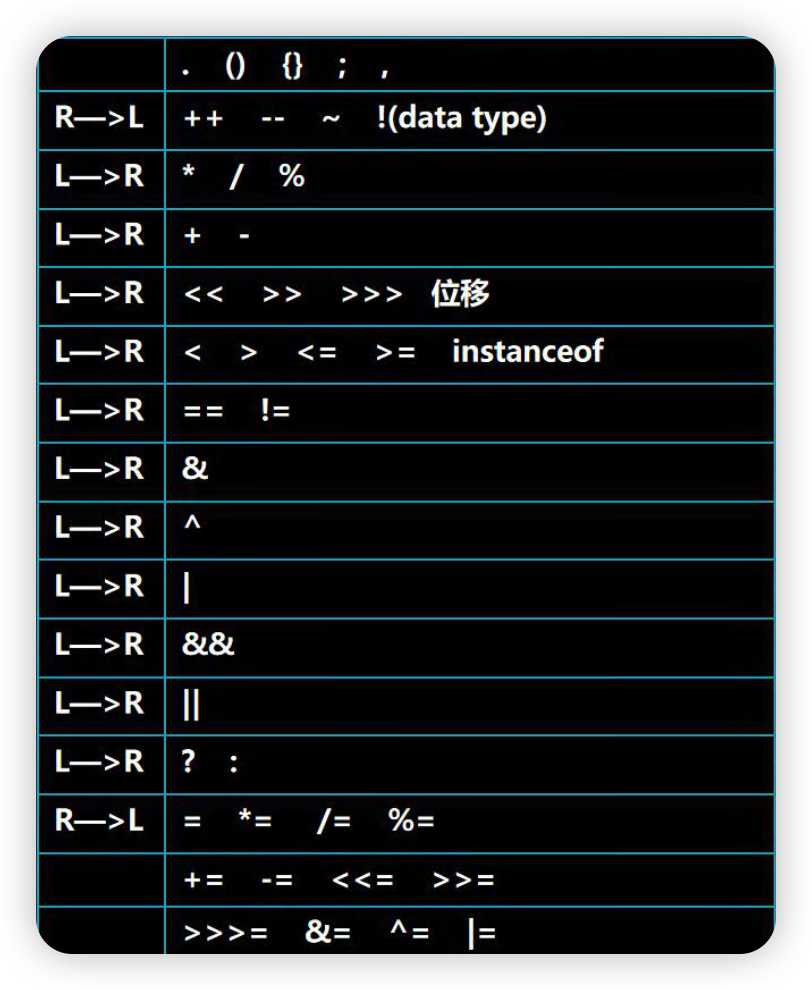 . () {} ; ,
R—>L ++ -- ~ !(data type)
L—>R * / %
L—>R + -
L—>R << >> >>> 位移
L—>R < > <= >= instanceof
L—>R == !=
L—>R &
L—>R ^
L—>R |
L—>R &&
L—>R ||
L—>R ? :
R—>L = *= /= %=
+= -= <<= >>=
>>>= &= ^= |=